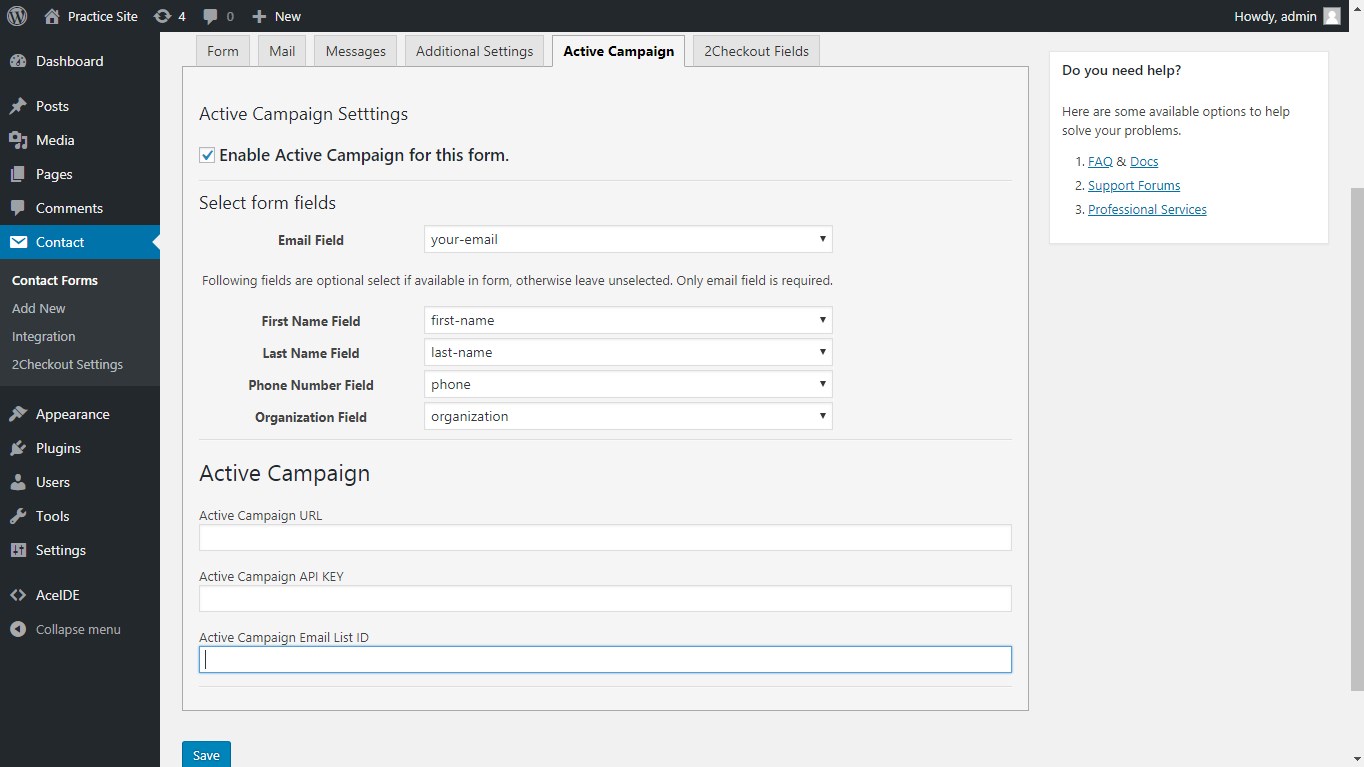 Practice Site 4 0 New Howdy, admin
Dashboard
Posts
Media
Pages
Comments
Contact
Contact Forms
Add New
Integration
2Checkout Settings
Appearance
Plugins
Users
Tools
Settings
AceIDE
Collapse menu
Form Mail Messages Additional Settings Active Campaign 2Checkout Fields
Active Campaign Setttings
Enable Active Campaign for this form.
Select form fields
Email Field your-email
Following fields are optional select if available in form, otherwise leave unselected. Only email field is required.
First Name Field first-name
Last Name Field last-name
Phone Number Field phone
Organization Field organization
Active Campaign
Active Campaign URL
Active Campaign API KEY
Active Campaign Email List ID
Save
Do you need help?
Here are some available options to help
solve your problems.
1. FAQ & Docs
2. Support Forums
3. Professional Services